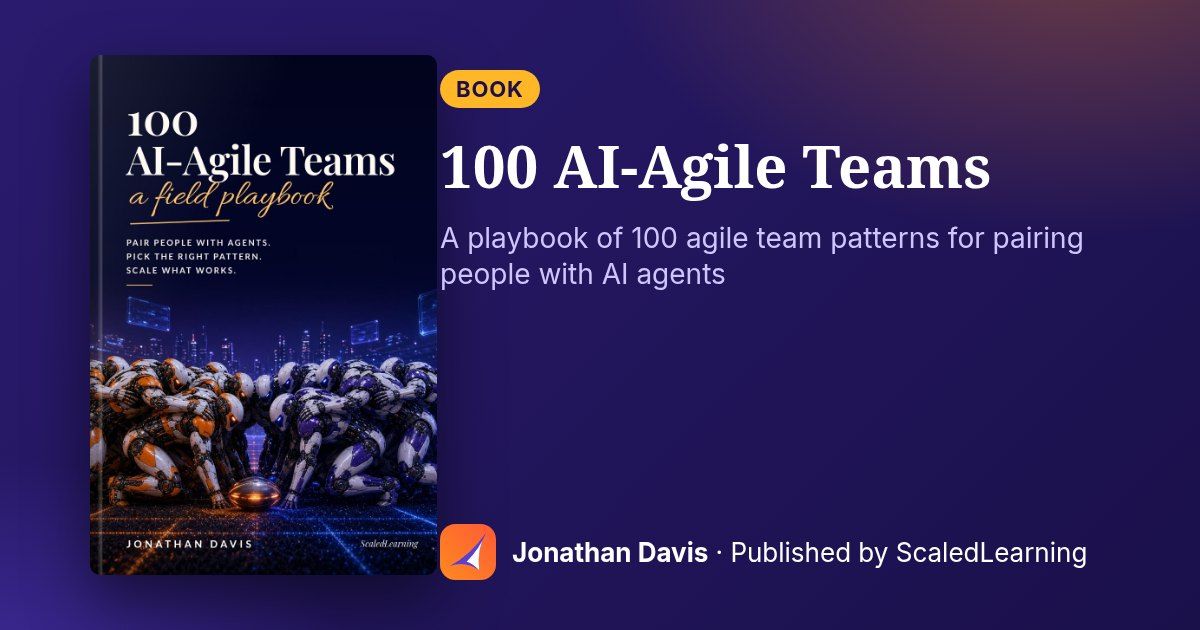 100
AI-Agile Teams
a field playbook
PAIR PEOPLE WITH AGENTS.
PICK THE RIGHT PATTERN.
SCALE WHAT WORKS.
JONATHAN DAVIS
ScaledLearning
BOOK
100 AI-Agile Teams
A playbook of 100 agile team patterns for pairing
people with AI agents
Jonathan Davis · Published by ScaledLearning